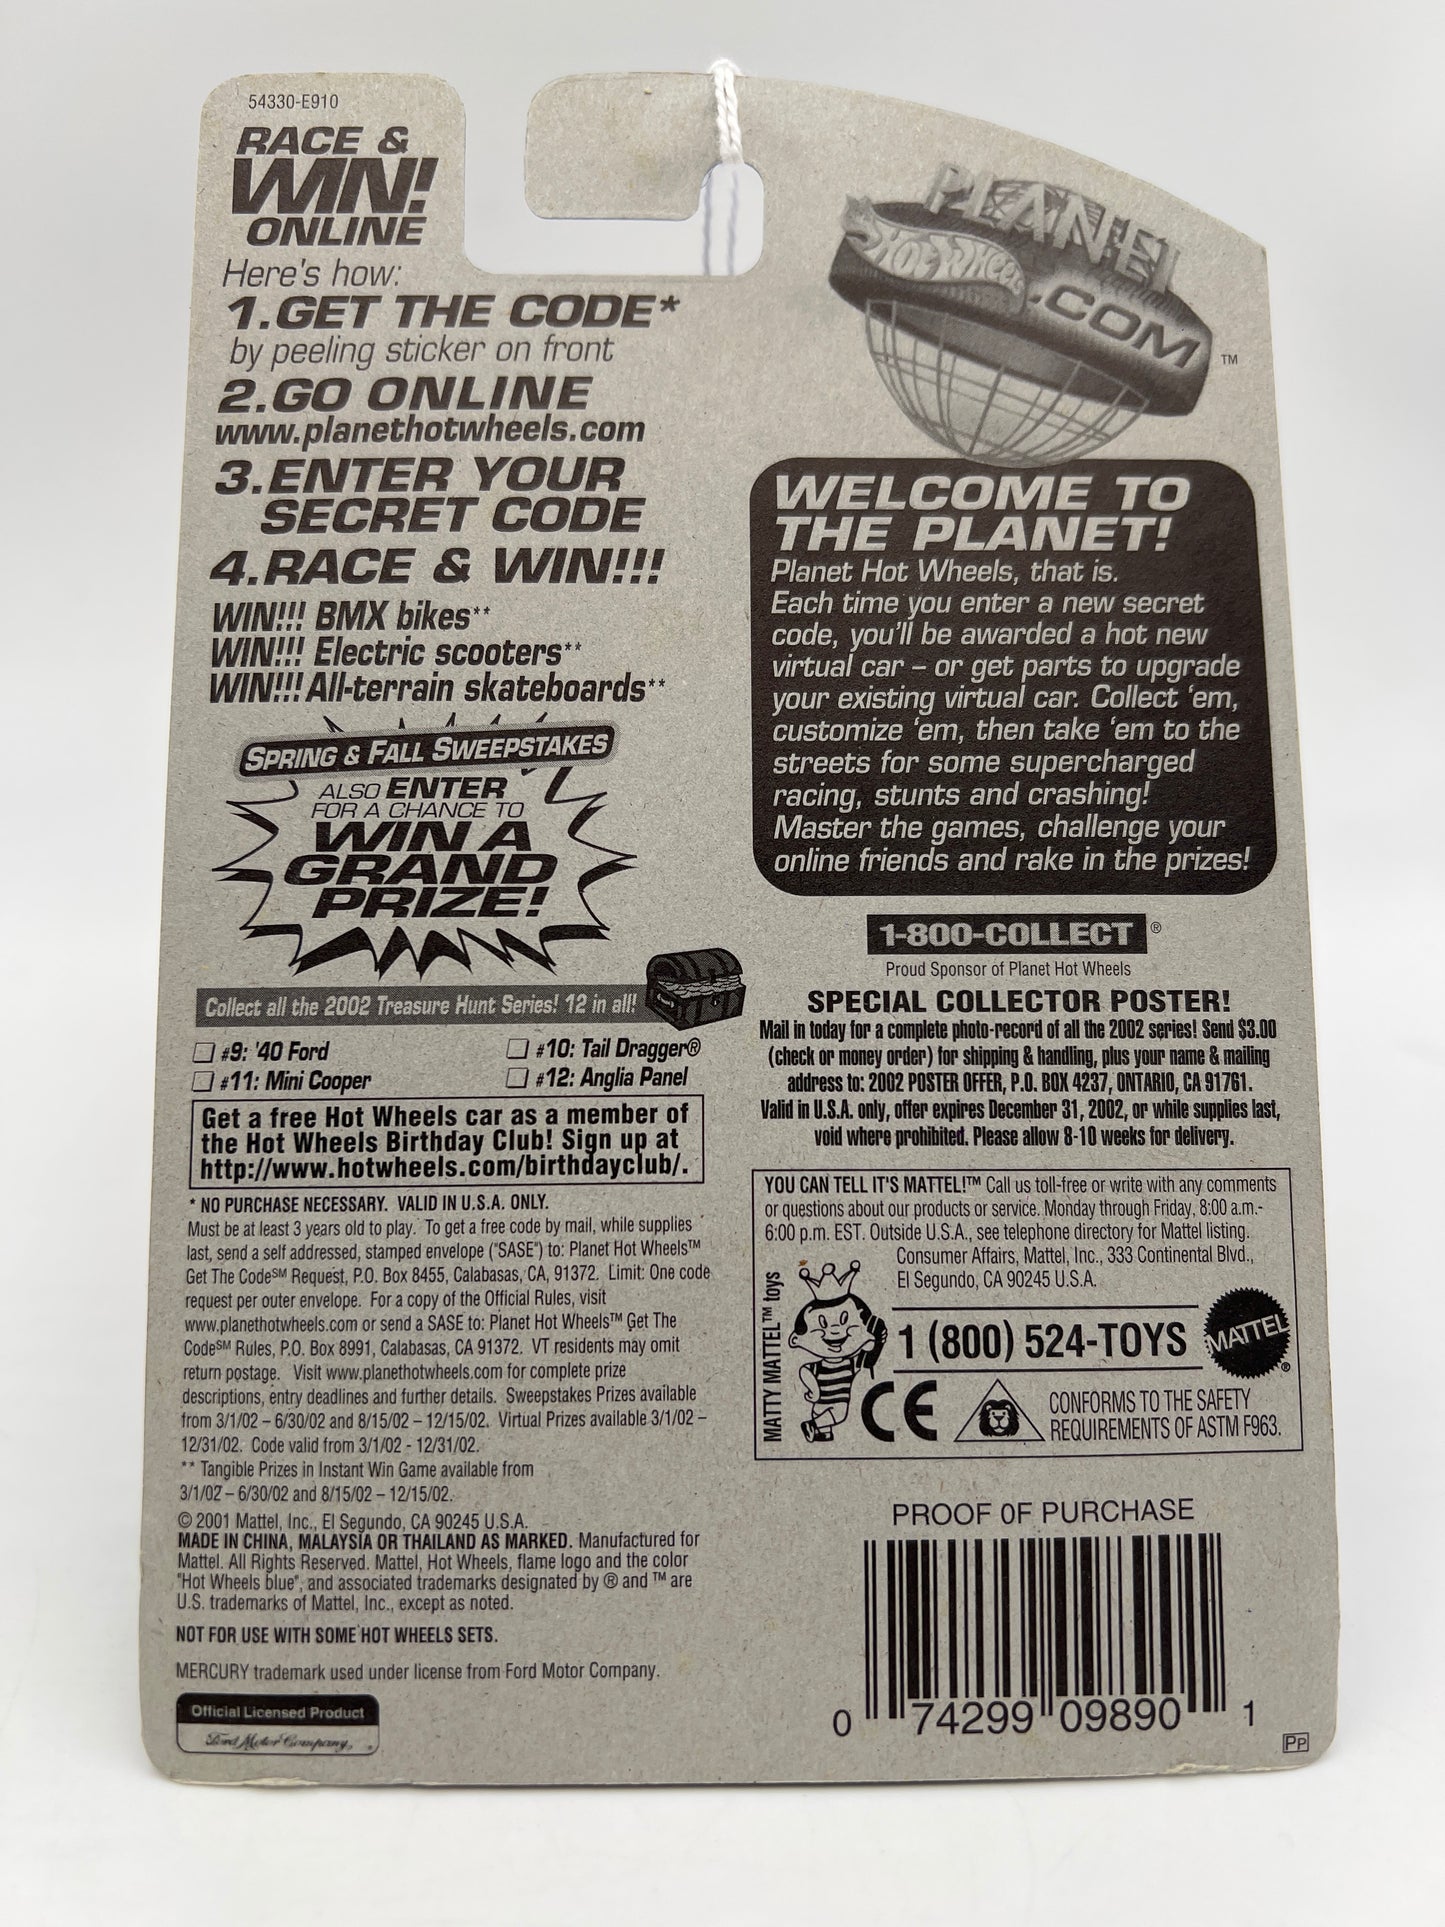 54330-E910
RACE &
WIN!
ONLINE
Here's how:
1.GET THE CODE*
by peeling sticker on front
2.GO ONLINE
www.planethotwheels.com
3.ENTER YOUR
SECRET CODE
4.RACE & WIN!!!
WIN!!! BMX bikes**
WIN!!! Electric scooters**
WIN!!! All-terrain skateboards**
SPRING & FALL SWEEPSTAKES
ALSO ENTER
FOR A CHANCE TO
WIN A
GRAND
PRIZE!
Collect all the 2002 Treasure Hunt Series! 12 in all!
☐ #9: '40 Ford ☐ #10: Tail Dragger®
☐ #11: Mini Cooper ☐ #12: Anglia Panel
Get a free Hot Wheels car as a member of
the Hot Wheels Birthday Club! Sign up at
http://www.hotwheels.com/birthdayclub/.
* NO PURCHASE NECESSARY. VALID IN U.S.A. ONLY.
Must be at least 3 years old to play. To get a free code by mail, while supplies
last, send a self addressed, stamped envelope ("SASE") to: Planet Hot Wheels™
Get The Code℠ Request, P.O. Box 8455, Calabasas, CA, 91372. Limit: One code
request per outer envelope. For a copy of the Official Rules, visit
www.planethotwheels.com or send a SASE to: Planet Hot Wheels™ Get The
Code℠ Rules, P.O. Box 8991, Calabasas, CA 91372. VT residents may omit
return postage. Visit www.planethotwheels.com for complete prize
descriptions, entry deadlines and further details. Sweepstakes Prizes available
from 3/1/02 – 6/30/02 and 8/15/02 – 12/15/02. Virtual Prizes available 3/1/02 –
12/31/02. Code valid from 3/1/02 - 12/31/02.
** Tangible Prizes in Instant Win Game available from
3/1/02 – 6/30/02 and 8/15/02 – 12/15/02.
© 2001 Mattel, Inc., El Segundo, CA 90245 U.S.A.
MADE IN CHINA, MALAYSIA OR THAILAND AS MARKED. Manufactured for
Mattel. All Rights Reserved. Mattel, Hot Wheels, flame logo and the color
"Hot Wheels blue", and associated trademarks designated by ® and ™ are
U.S. trademarks of Mattel, Inc., except as noted.
NOT FOR USE WITH SOME HOT WHEELS SETS.
MERCURY trademark used under license from Ford Motor Company.
Official Licensed Product
Ford Motor Company
PLANET
HOT WHEELS
.COM
™
WELCOME TO
THE PLANET!
Planet Hot Wheels, that is.
Each time you enter a new secret
code, you'll be awarded a hot new
virtual car – or get parts to upgrade
your existing virtual car. Collect 'em,
customize 'em, then take 'em to the
streets for some supercharged
racing, stunts and crashing!
Master the games, challenge your
online friends and rake in the prizes!
1-800-COLLECT®
Proud Sponsor of Planet Hot Wheels
SPECIAL COLLECTOR POSTER!
Mail in today for a complete photo-record of all the 2002 series! Send $3.00
(check or money order) for shipping & handling, plus your name & mailing
address to: 2002 POSTER OFFER, P.O. BOX 4237, ONTARIO, CA 91761.
Valid in U.S.A. only, offer expires December 31, 2002, or while supplies last,
void where prohibited. Please allow 8-10 weeks for delivery.
YOU CAN TELL IT'S MATTEL!™ Call us toll-free or write with any comments
or questions about our products or service. Monday through Friday, 8:00 a.m.-
6:00 p.m. EST. Outside U.S.A., see telephone directory for Mattel listing.
Consumer Affairs, Mattel, Inc., 333 Continental Blvd.,
El Segundo, CA 90245 U.S.A.
MATTY MATTEL™ toys
1 (800) 524-TOYS
MATTEL®
CE
CONFORMS TO THE SAFETY
REQUIREMENTS OF ASTM F963.
PROOF OF PURCHASE
0 74299 09890 1
PP